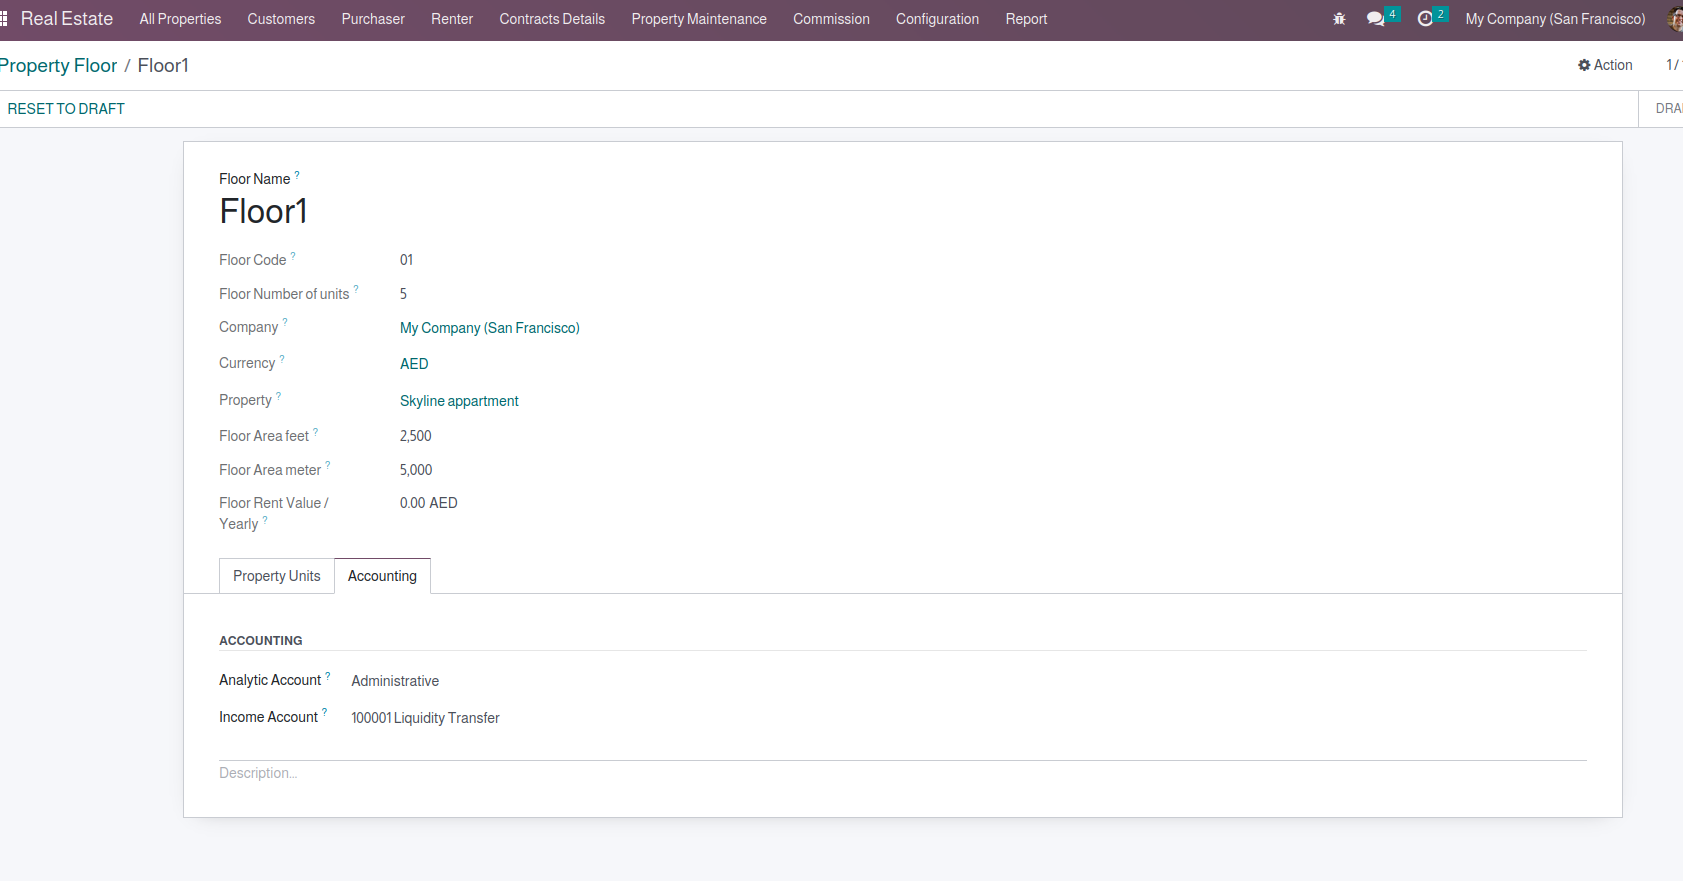 Real Estate All Properties Customers Purchaser Renter Contracts Details Property Maintenance Commission Configuration Report 4 2 My Company (San Francisco)
Property Floor / Floor1 Action 1 /
RESET TO DRAFT
Floor Name ?
Floor1
Floor Code ? 01
Floor Number of units ? 5
Company ? My Company (San Francisco)
Currency ? AED
Property ? Skyline appartment
Floor Area feet ? 2,500
Floor Area meter ? 5,000
Floor Rent Value / 0.00 AED
Yearly ?
Property Units Accounting
ACCOUNTING
Analytic Account ? Administrative
Income Account ? 100001 Liquidity Transfer
Description...